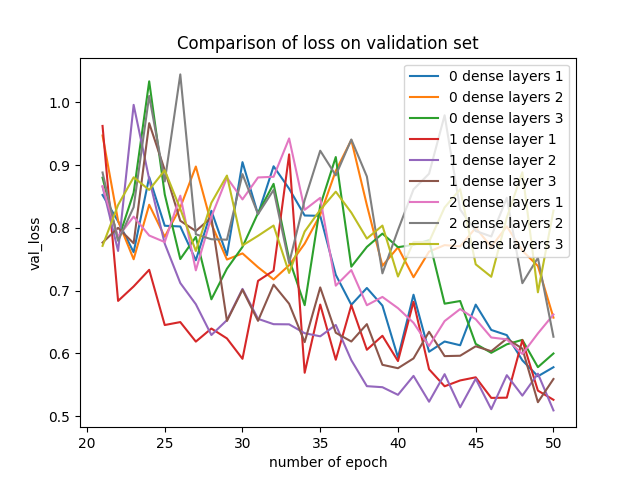 Comparison of loss on validation set
val_loss
1.0
0.9
0.8
0.7
0.6
0.5
0 dense layers 1
0 dense layers 2
0 dense layers 3
1 dense layer 1
1 dense layer 2
1 dense layer 3
2 dense layers 1
2 dense layers 2
2 dense layers 3
20 25 30 35 40 45 50
number of epoch